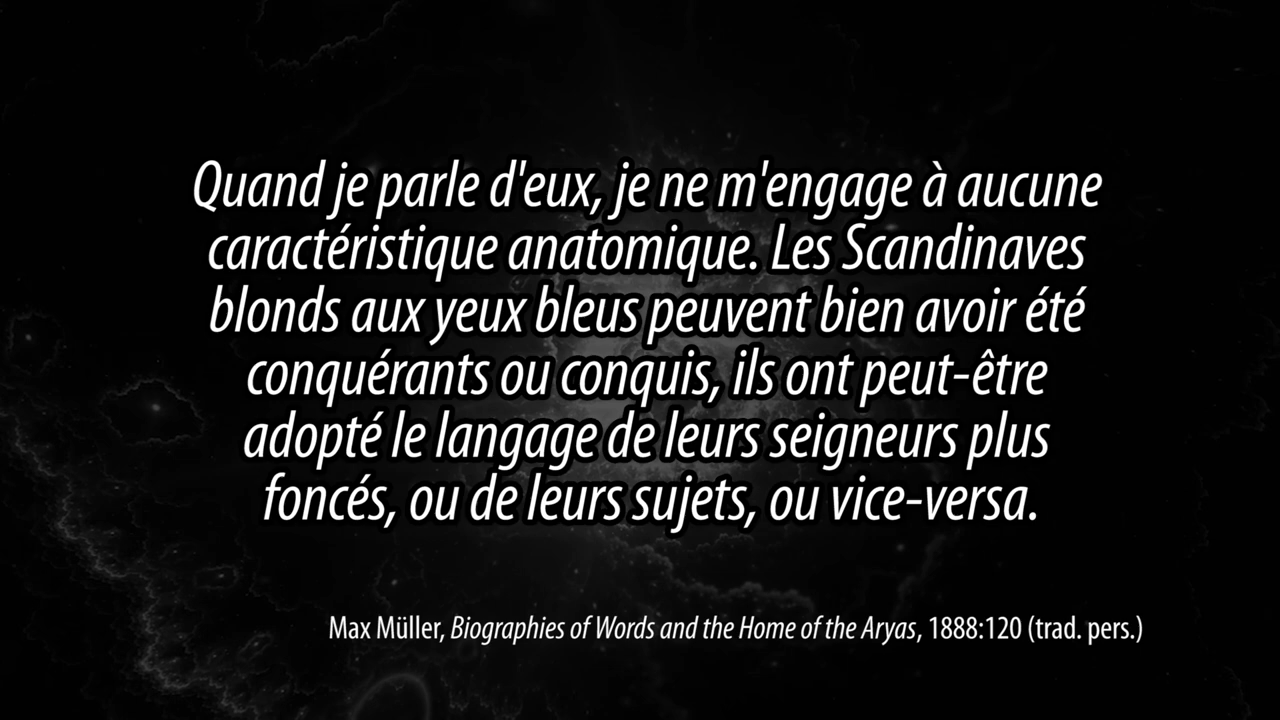 Quand je parle d'eux, je ne m'engage à aucune
caractéristique anatomique. Les Scandinaves
blonds aux yeux bleus peuvent bien avoir été
conquérants ou conquis, ils ont peut-être
adopté le langage de leurs seigneurs plus
foncés, ou de leurs sujets, ou vice-versa.
Max Müller, Biographies of Words and the Home of the Aryas, 1888:120 (trad. pers.)